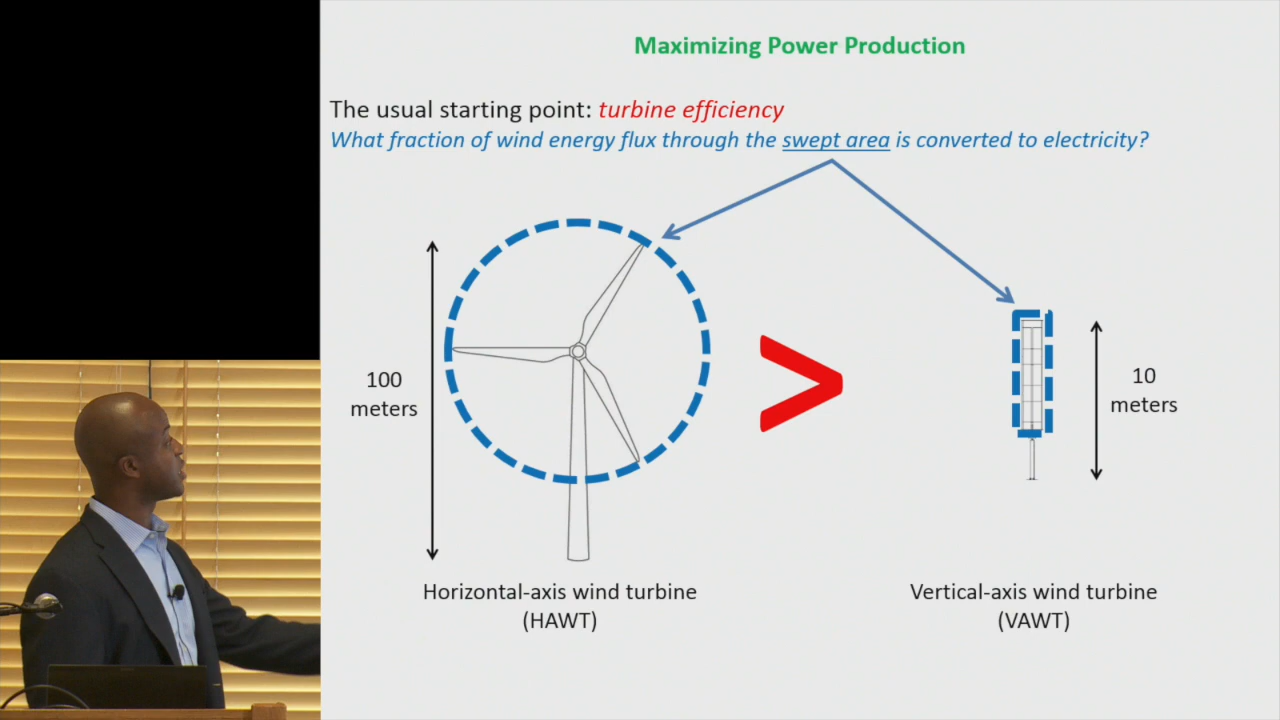 Maximizing Power Production
The usual starting point: turbine efficiency
What fraction of wind energy flux through the swept area is converted to electricity?
100
meters
>
10
meters
Horizontal-axis wind turbine
(HAWT)
Vertical-axis wind turbine
(VAWT)